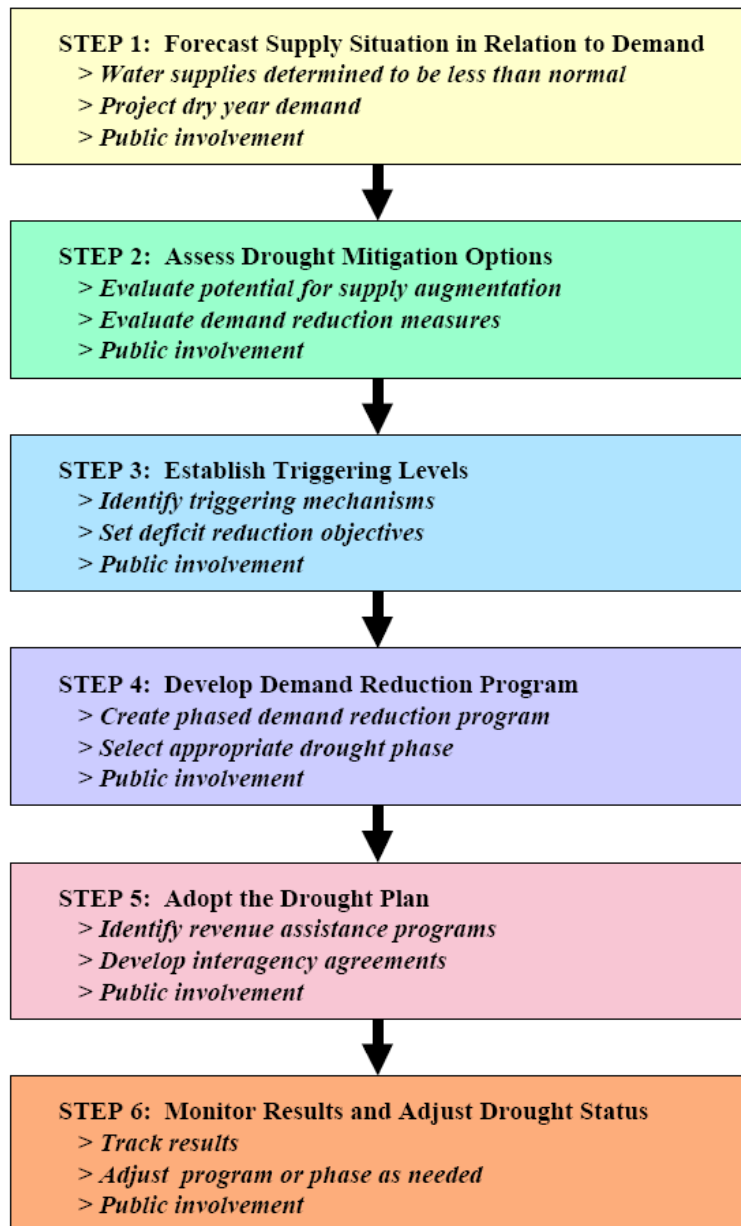 STEP 1: Forecast Supply Situation in Relation to Demand
> Water supplies determined to be less than normal
> Project dry year demand
> Public involvement
STEP 2: Assess Drought Mitigation Options
> Evaluate potential for supply augmentation
> Evaluate demand reduction measures
> Public involvement
STEP 3: Establish Triggering Levels
> Identify triggering mechanisms
> Set deficit reduction objectives
> Public involvement
STEP 4: Develop Demand Reduction Program
> Create phased demand reduction program
> Select appropriate drought phase
> Public involvement
STEP 5: Adopt the Drought Plan
> Identify revenue assistance programs
> Develop interagency agreements
> Public involvement
STEP 6: Monitor Results and Adjust Drought Status
> Track results
> Adjust program or phase as needed
> Public involvement